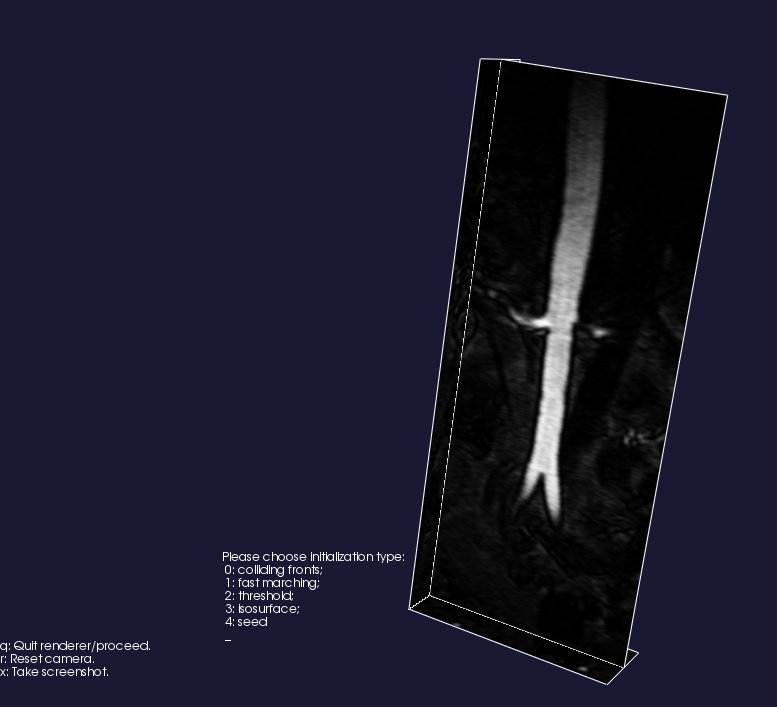 Please choose initialization type:
0: colliding fronts;
1: fast marching;
2: threshold;
3: isosurface;
4: seed
_
q: Quit renderer/proceed.
r: Reset camera.
x: Take screenshot.